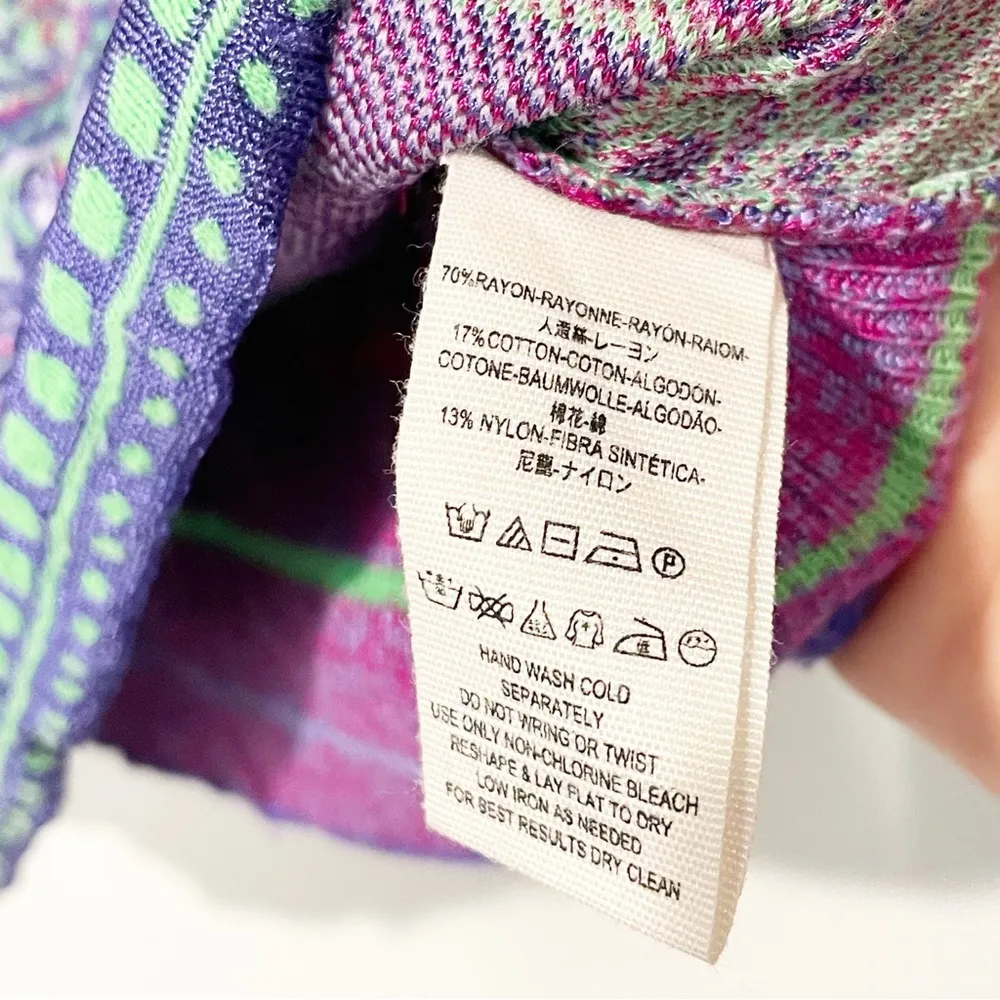 70%RAYON-RAYONNE-RAYÓN-RAIOM-
人造絲-レーヨン
17%COTTON-COTON-ALGODÓN-
COTONE-BAUMWOLLE-ALGODÃO-
棉花-綿
13% NYLON-FIBRA SINTÉTICA-
尼龍-ナイロン
P
HAND WASH COLD
SEPARATELY
DO NOT WRING OR TWIST
USE ONLY NON-CHLORINE BLEACH
RESHAPE & LAY FLAT TO DRY
LOW IRON AS NEEDED
FOR BEST RESULTS DRY CLEAN